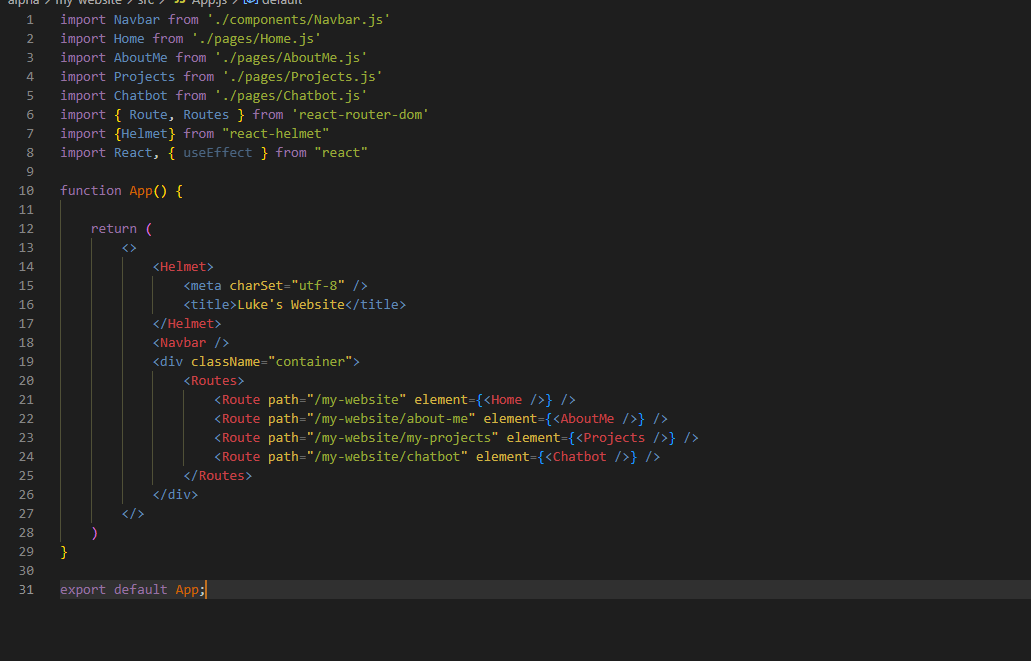 alpha > my-website > src > JS App.js > default
1 import Navbar from './components/Navbar.js'
2 import Home from './pages/Home.js'
3 import AboutMe from './pages/AboutMe.js'
4 import Projects from './pages/Projects.js'
5 import Chatbot from './pages/Chatbot.js'
6 import { Route, Routes } from 'react-router-dom'
7 import {Helmet} from "react-helmet"
8 import React, { useEffect } from "react"
9
10 function App() {
11
12     return (
13         <>
14             <Helmet>
15                 <meta charSet="utf-8" />
16                 <title>Luke's Website</title>
17             </Helmet>
18             <Navbar />
19             <div className="container">
20                 <Routes>
21                     <Route path="/my-website" element={<Home />} />
22                     <Route path="/my-website/about-me" element={<AboutMe />} />
23                     <Route path="/my-website/my-projects" element={<Projects />} />
24                     <Route path="/my-website/chatbot" element={<Chatbot />} />
25                 </Routes>
26             </div>
27         </>
28     )
29 }
30
31 export default App;